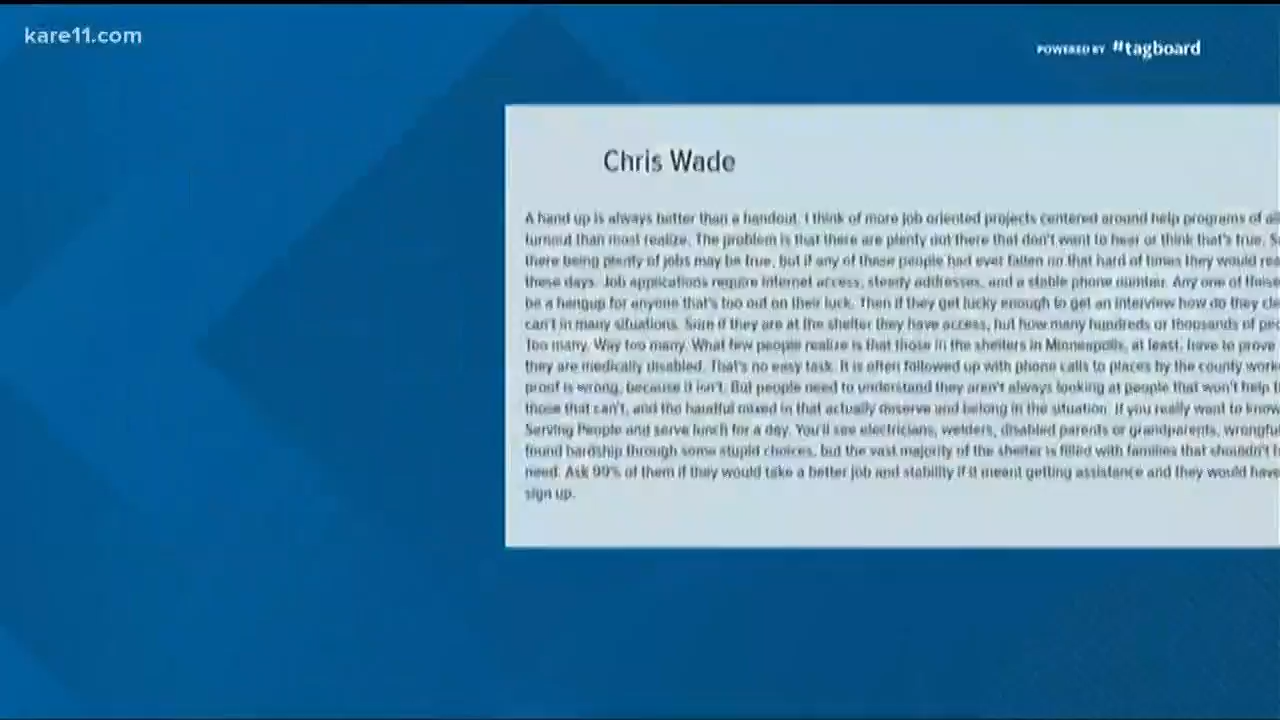 kare11.com
POWERED BY #tagboard
Chris Wade
A hand up is always better than a handout. I think of more job oriented projects centered around help programs of
turnout than most realize. The problem is that there are plenty out there that don't want to hear or think that's true.
there being plenty of jobs may be true, but if any of those people had ever fallen on that hard of times they would
these days. Job applications require internet access, steady addresses, and a stable phone number. Any one of
be a hangup for anyone that's too out on their luck. Then if they get lucky enough to get an interview how do they
can't in many situations. Sure if they are at the shelter they have access, but how many hundreds or thousands of
Too many. Way too many. What few people realize is that those in the shelters in Minneapolis, at least, have to prove
they are medically disabled. That's no easy task. It is often followed up with phone calls to places by the county
proof is wrong, because it isn't. But people need to understand they aren't always looking at people that won't help
those that can't, and the handful mixed in that actually deserve and belong in the situation. If you really want to know
Serving People and serve lunch for a day. You'll see electricians, welders, disabled parents or grandparents,
found hardship through some stupid choices, but the vast majority of the shelter is filled with families that shouldn't
need. Ask 99% of them if they would take a better job and stability if it meant getting assistance and they would have
sign up.